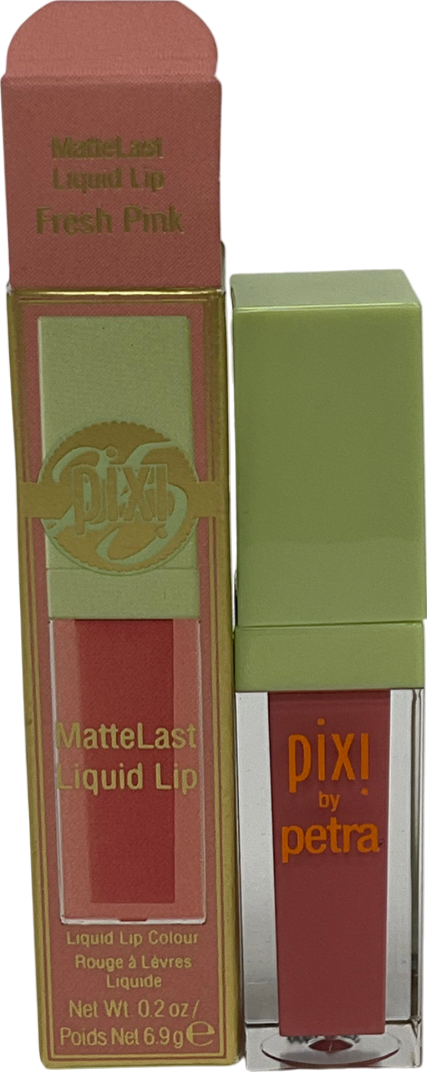 MatteLast
Liquid Lip
Fresh Pink
pixi
MatteLast
Liquid Lip
Liquid Lip Colour
Rouge à Lèvres
Liquide
Net Wt. 0.2 oz/
Poids Net 6.9g℮
pixi
by
petra